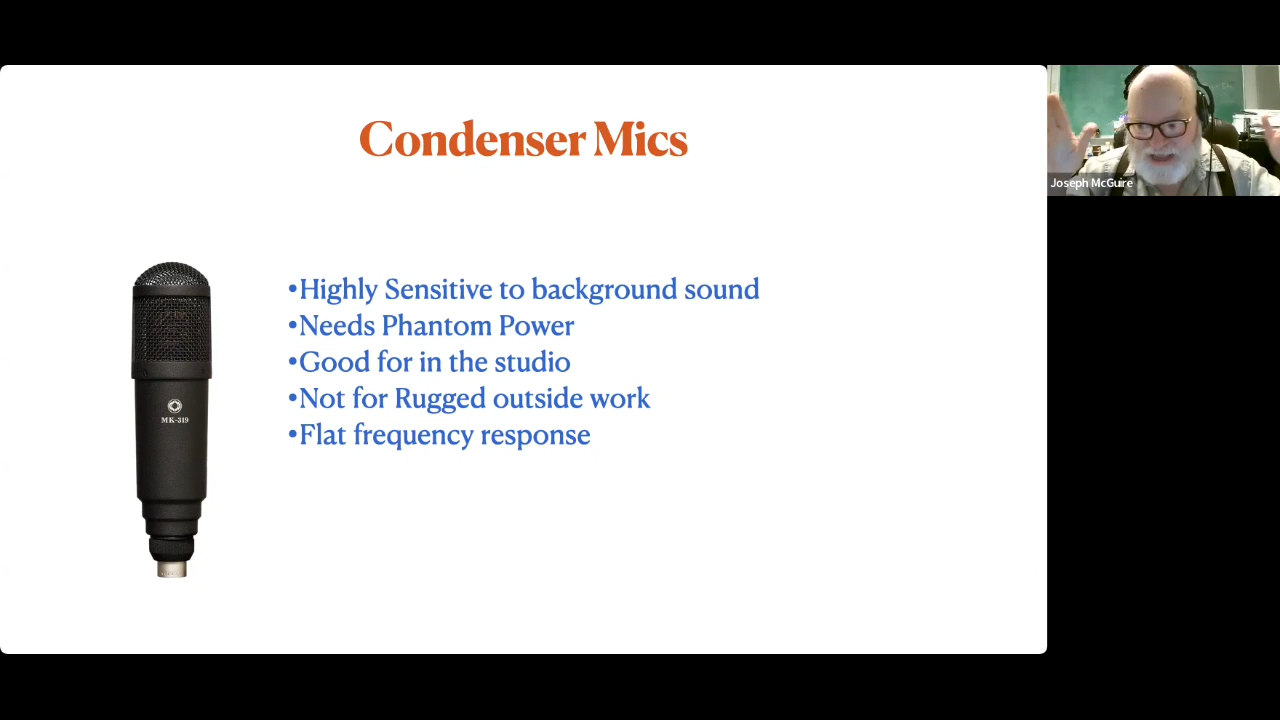 Condenser Mics
Joseph McGuire
•Highly Sensitive to background sound
•Needs Phantom Power
•Good for in the studio
•Not for Rugged outside work
•Flat frequency response
MK-319